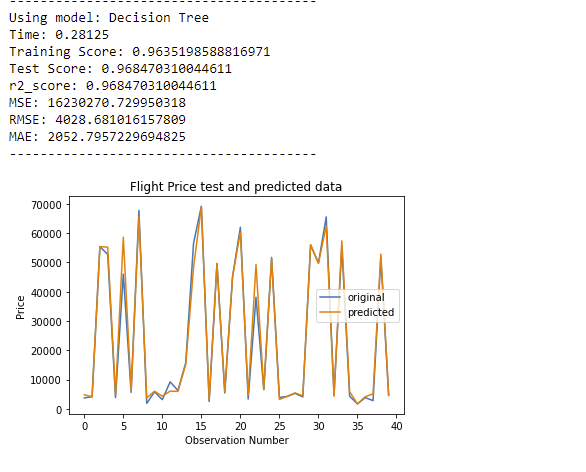 ----------------------------------------
Using model: Decision Tree
Time: 0.28125
Training Score: 0.9635198588816971
Test Score: 0.968470310044611
r2_score: 0.968470310044611
MSE: 16230270.729950318
RMSE: 4028.681016157809
MAE: 2052.7957229694825
----------------------------------------
Flight Price test and predicted data
70000
60000
50000
40000
30000
20000
10000
0
Price
original
predicted
0 5 10 15 20 25 30 35 40
Observation Number